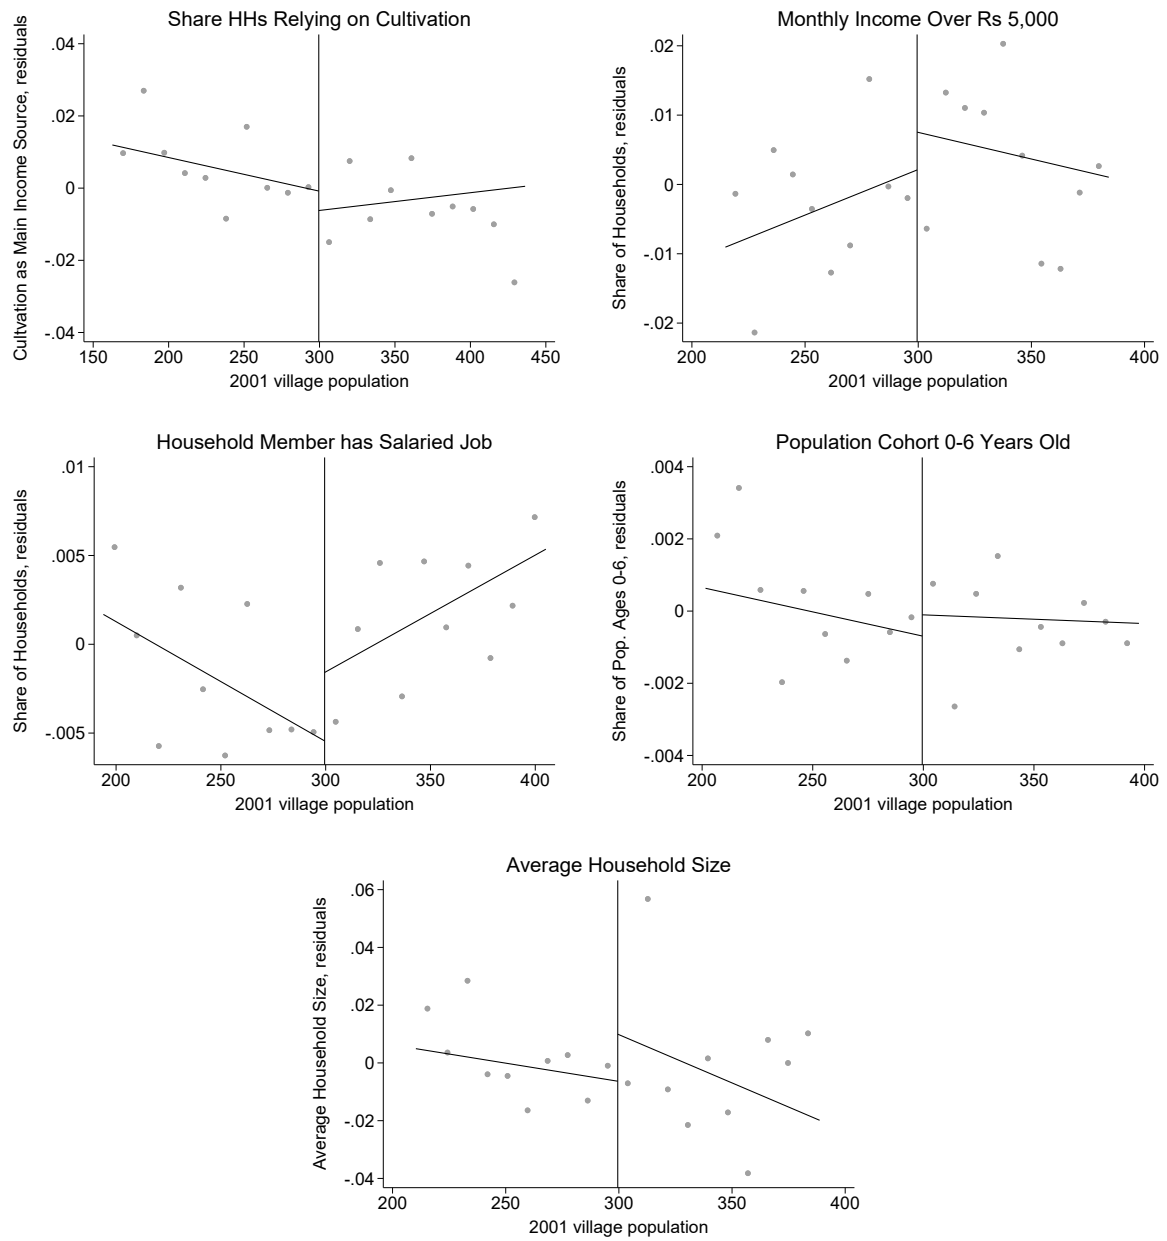 Share HHs Relying on Cultivation
Cultvation as Main Income Source, residuals
.04
.02
0
-.02
-.04
150 200 250 300 350 400 450
2001 village population
Monthly Income Over Rs 5,000
Share of Households, residuals
.02
.01
0
-.01
-.02
200 250 300 350 400
2001 village population
Household Member has Salaried Job
Share of Households, residuals
.01
.005
0
-.005
200 250 300 350 400
2001 village population
Population Cohort 0-6 Years Old
Share of Pop. Ages 0-6, residuals
.004
.002
0
-.002
-.004
200 250 300 350 400
2001 village population
Average Household Size
Average Household Size, residuals
.06
.04
.02
0
-.02
-.04
200 250 300 350 400
2001 village population